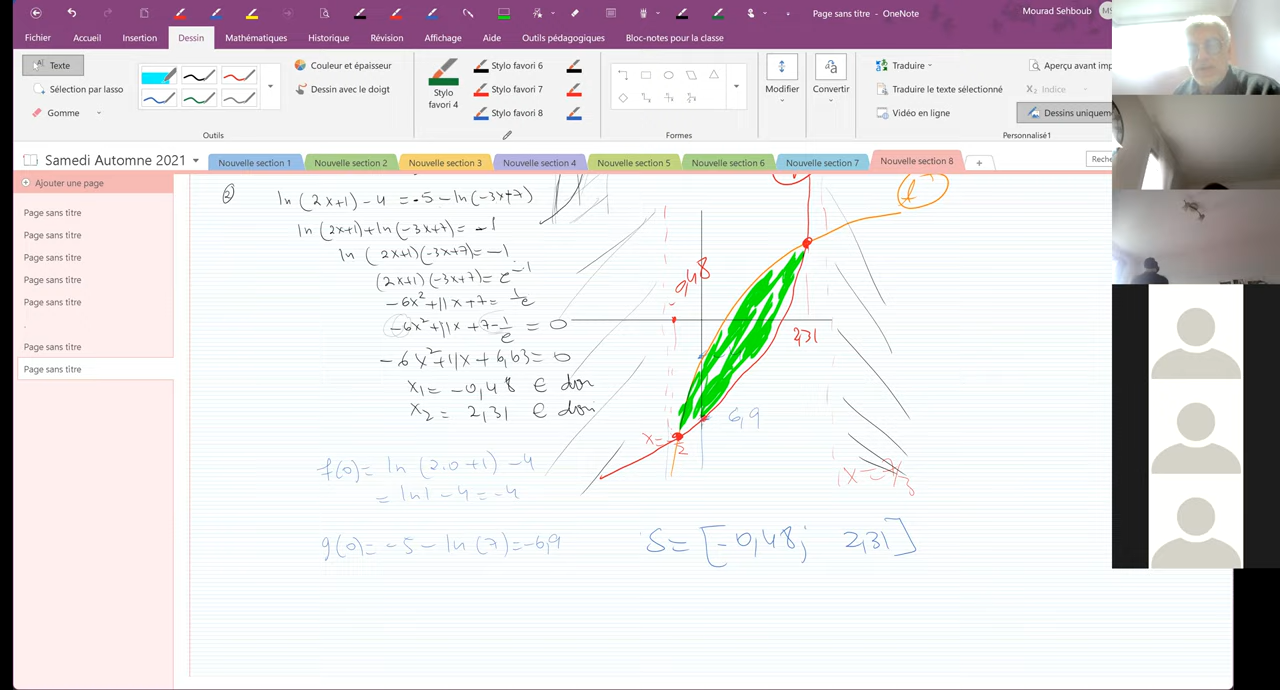 Page sans titre - OneNote
Mourad Sehboub
Fichier Accueil Insertion Dessin Mathématiques Historique Révision Affichage Aide Outils pédagogiques Bloc-notes pour la classe
Texte
Sélection par lasso
Gomme
Outils
Couleur et épaisseur
Dessin avec le doigt
Stylo favori 4
Stylo favori 6
Stylo favori 7
Stylo favori 8
Formes
Modifier
Convertir
Traduire
Traduire le texte sélectionné
Vidéo en ligne
Aperçu avant imp
Indice
Dessins uniqueme
Personnalisé1
Samedi Automne 2021
Nouvelle section 1 Nouvelle section 2 Nouvelle section 3 Nouvelle section 4 Nouvelle section 5 Nouvelle section 6 Nouvelle section 7 Nouvelle section 8
Reche
Ajouter une page
Page sans titre
Page sans titre
Page sans titre
Page sans titre
Page sans titre
Page sans titre
Page sans titre
② ln(2x+1)-4 = -5-ln(-3x+7)
ln(2x+1)+ln(-3x+7) = -1
ln(2x+1)(-3x+7) = -1
(2x+1)(-3x+7) = e^-1
-6x²+11x+7 = 1/e
-6x²+11x+7-1/e = 0
-6x²+11x+6,63 = 0
x1 = -0,48 ∈ dom
x2 = 2,31 ∈ dom
f(0) = ln(2.0+1)-4
= ln1-4 = -4
g(0) = -5-ln(7) = -6,9
0,48
2,31
6,9
S = [-0,48; 2,31]